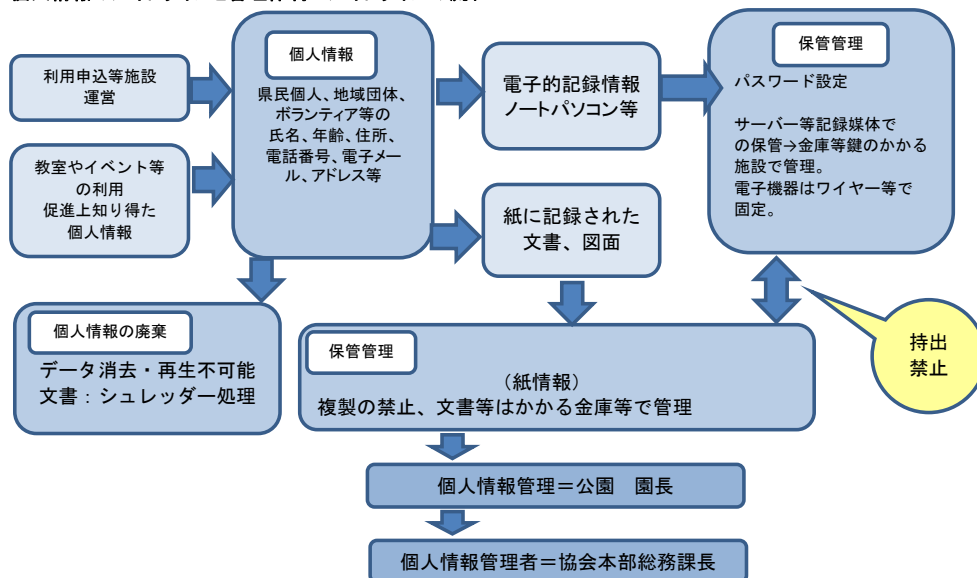 利用申込等施設
運営
教室やイベント等
の利用
促進上知り得た
個人情報
個人情報
県民個人、地域団体、
ボランティア等の
氏名、年齢、住所、
電話番号、電子メー
ル、アドレス等
電子的記録情報
ノートパソコン等
紙に記録された
文書、図面
保管管理
パスワード設定
サーバー等記録媒体で
の保管→金庫等鍵のかかる
施設で管理。
電子機器はワイヤー等で
固定。
持出
禁止
個人情報の廃棄
データ消去・再生不可能
文書：シュレッダー処理
保管管理
（紙情報）
複製の禁止、文書等はかかる金庫等で管理
個人情報管理＝公園　園長
個人情報管理者＝協会本部総務課長